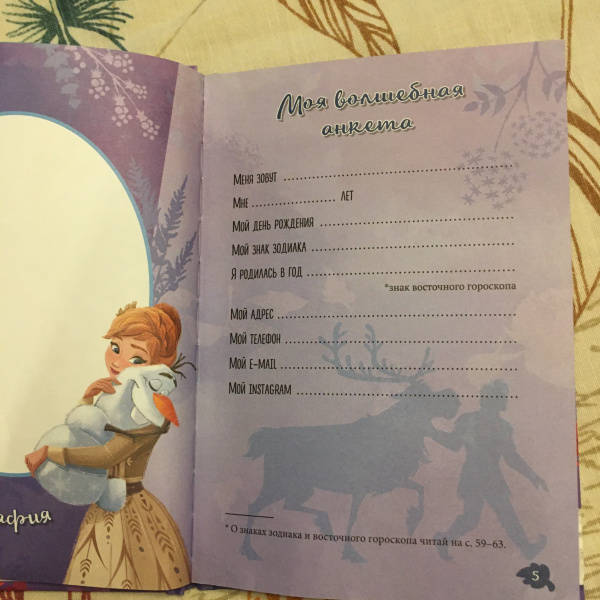 Моя волшебная
анкета
Меня зовут ........................................
Мне .................... лет
Мой день рождения ........................................
Мой знак зодиака ........................................
Я родилась в год ........................................
*знак восточного гороскопа
Мой адрес ........................................
Мой телефон ........................................
Мой e-mail ........................................
Мой Instagram ........................................
* О знаках зодиака и восточного гороскопа читай на с. 59–63.
5